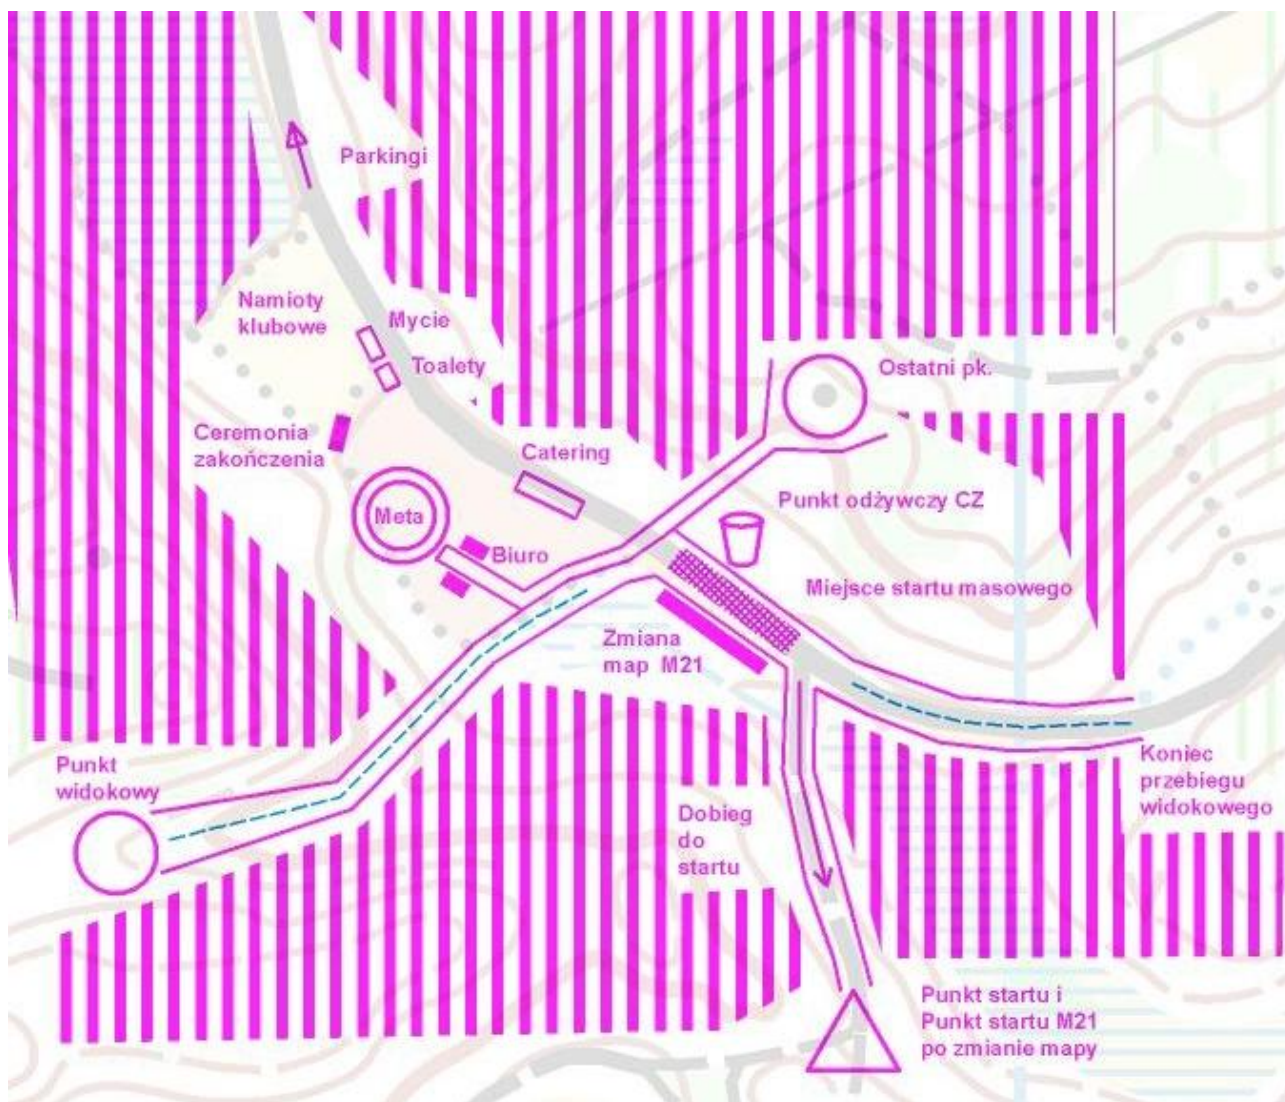 Parkingi
Namioty
klubowe
Mycie
Toalety
Ostatni pk.
Ceremonia
zakończenia
Catering
Punkt odżywczy CZ
Meta
Biuro
Miejsce startu masowego
Zmiana
map M21
Punkt
widokowy
Koniec
przebiegu
widokowego
Dobieg
do
startu
Punkt startu i
Punkt startu M21
po zmianie mapy